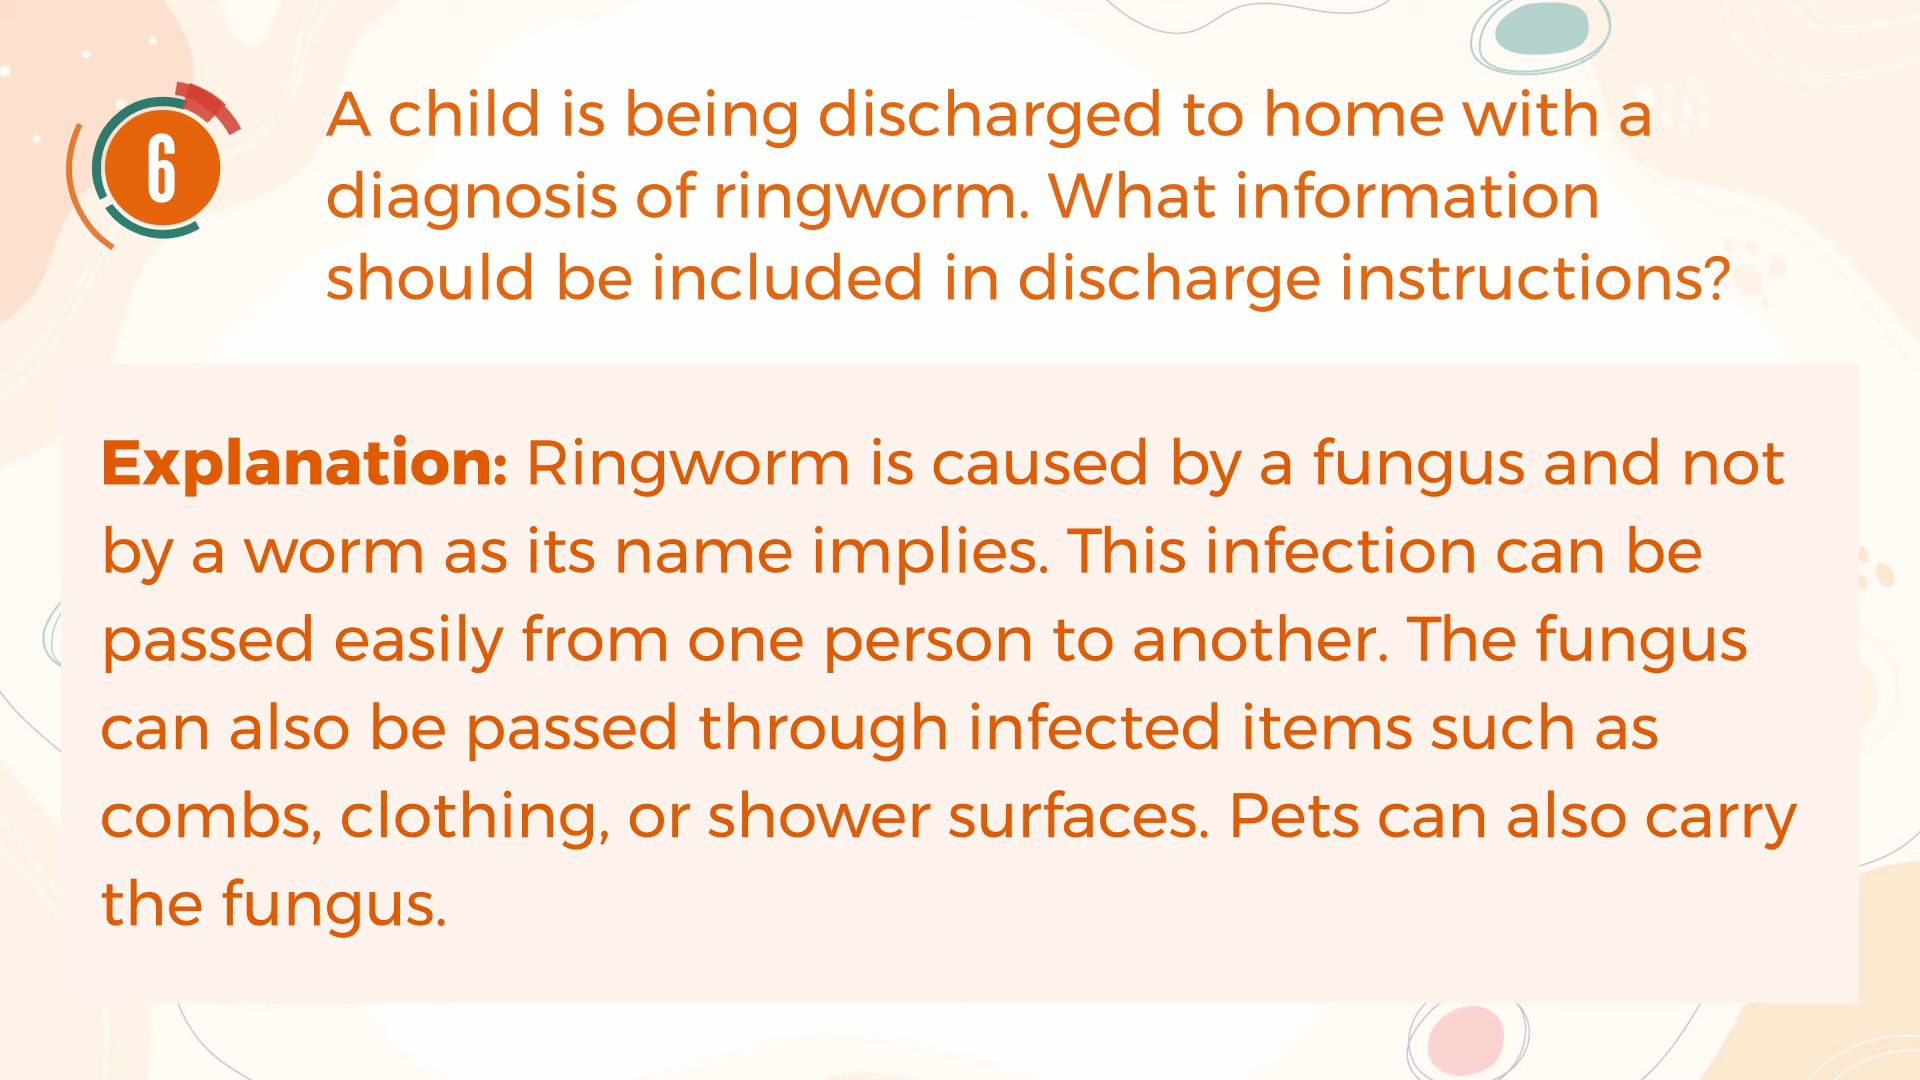 6
A child is being discharged to home with a
diagnosis of ringworm. What information
should be included in discharge instructions?
Explanation: Ringworm is caused by a fungus and not
by a worm as its name implies. This infection can be
passed easily from one person to another. The fungus
can also be passed through infected items such as
combs, clothing, or shower surfaces. Pets can also carry
the fungus.